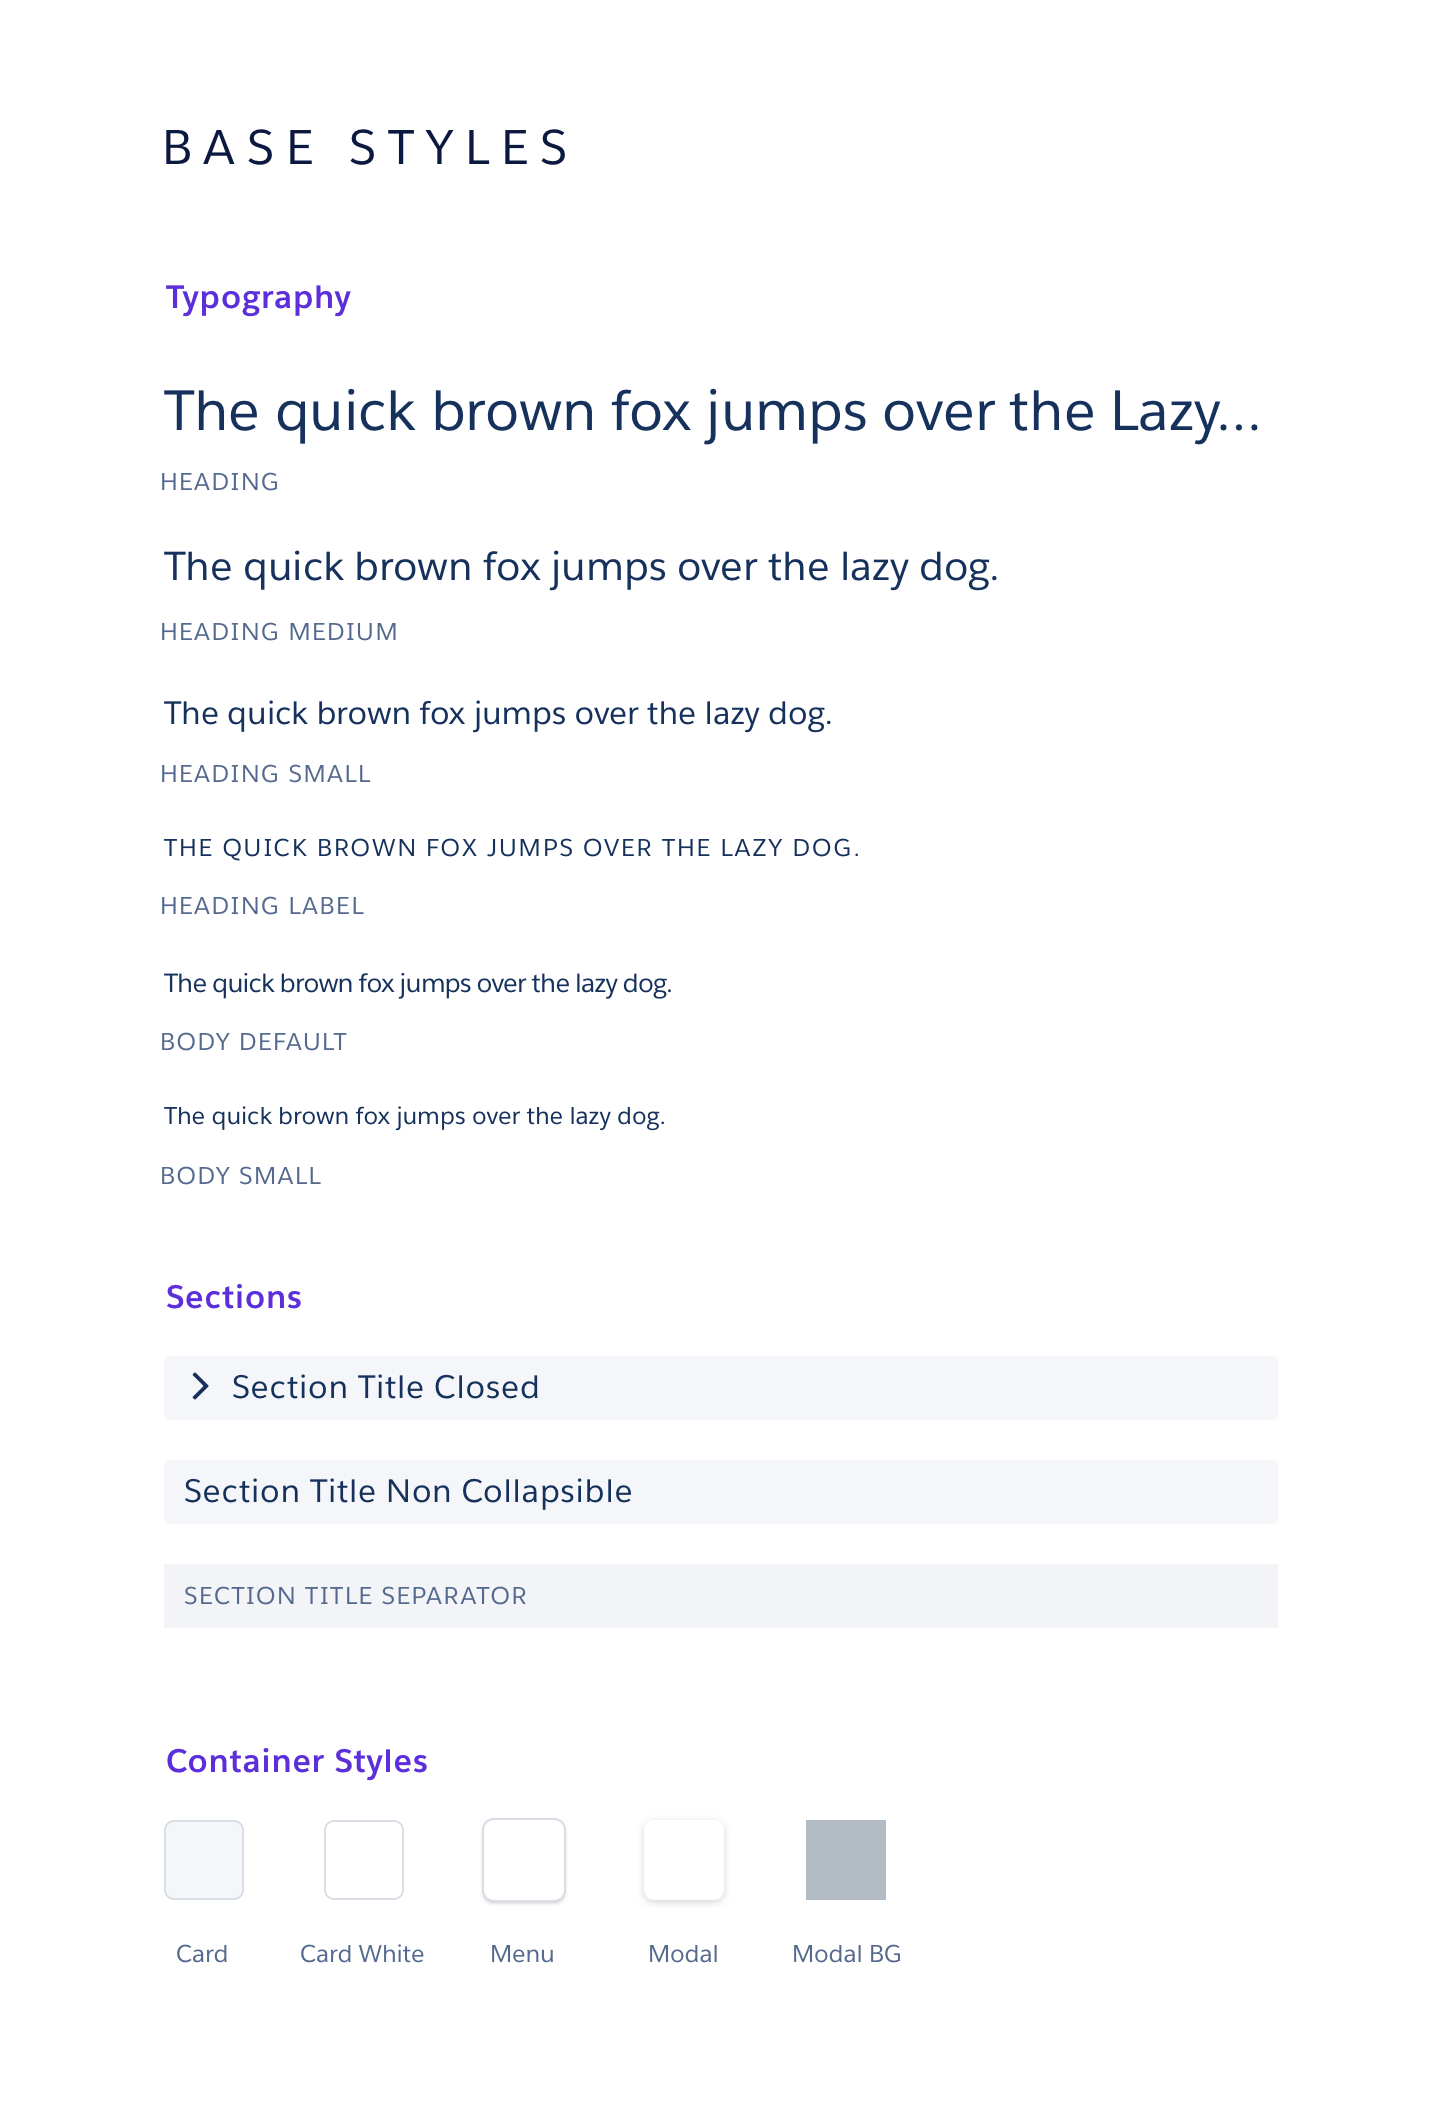 BASE STYLES
Typography
The quick brown fox jumps over the Lazy...
HEADING
The quick brown fox jumps over the lazy dog.
HEADING MEDIUM
The quick brown fox jumps over the lazy dog.
HEADING SMALL
THE QUICK BROWN FOX JUMPS OVER THE LAZY DOG.
HEADING LABEL
The quick brown fox jumps over the lazy dog.
BODY DEFAULT
The quick brown fox jumps over the lazy dog.
BODY SMALL
Sections
Section Title Closed
Section Title Non Collapsible
SECTION TITLE SEPARATOR
Container Styles
Card Card White Menu Modal Modal BG